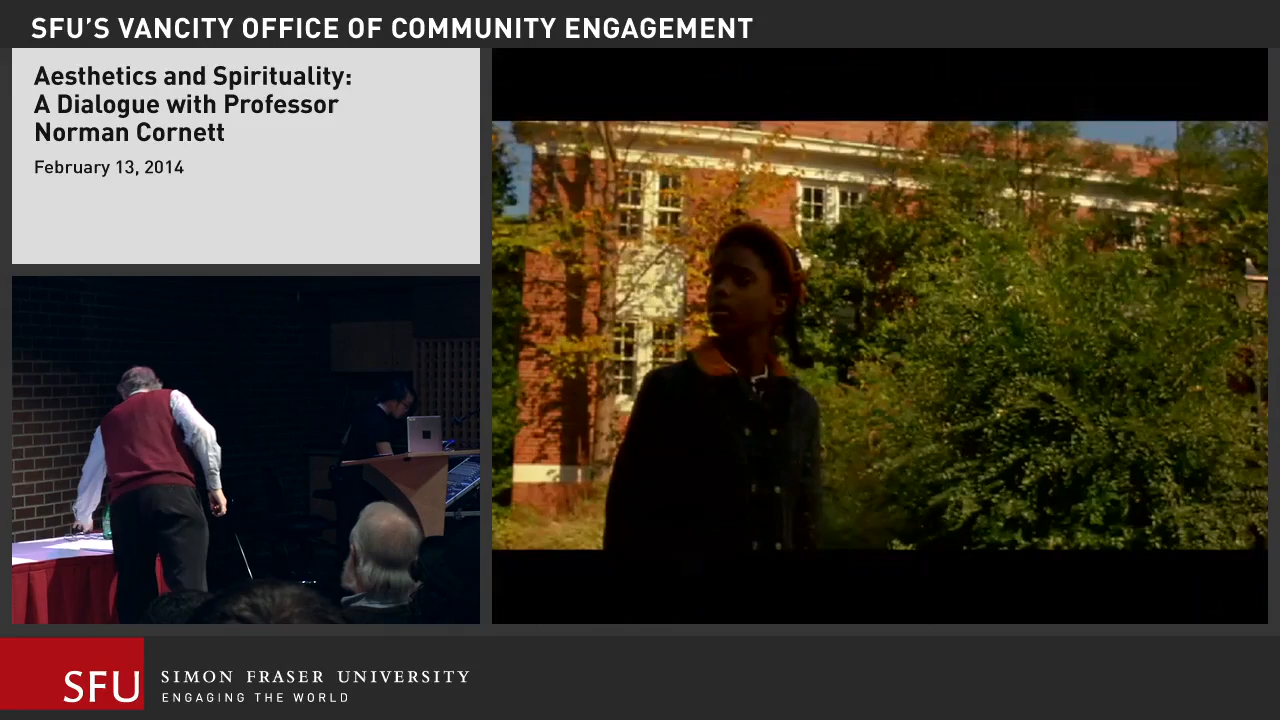 SFU'S VANCITY OFFICE OF COMMUNITY ENGAGEMENT
Aesthetics and Spirituality:
A Dialogue with Professor
Norman Cornett
February 13, 2014
SFU
SIMON FRASER UNIVERSITY
ENGAGING THE WORLD